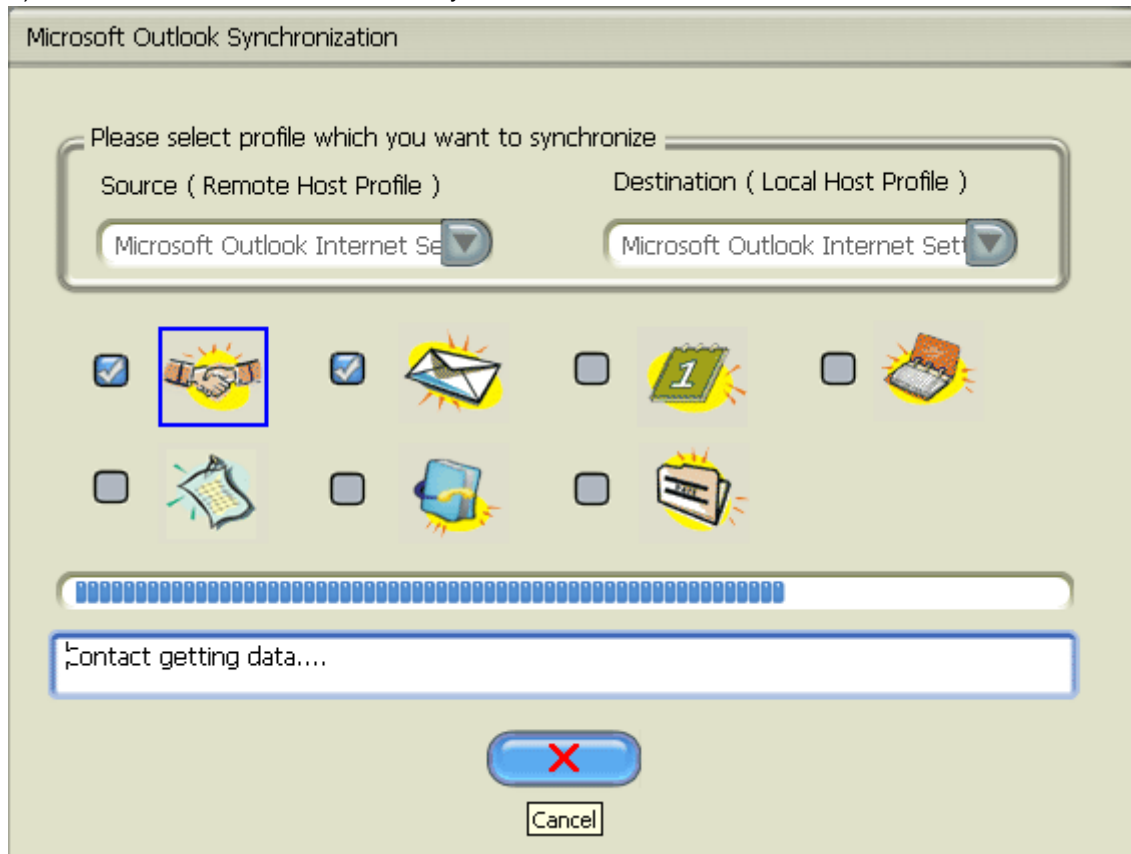 Microsoft Outlook Synchronization
Please select profile which you want to synchronize
Source ( Remote Host Profile )
Destination ( Local Host Profile )
Microsoft Outlook Internet Se
Microsoft Outlook Internet Sett
1
Contact getting data....
Cancel